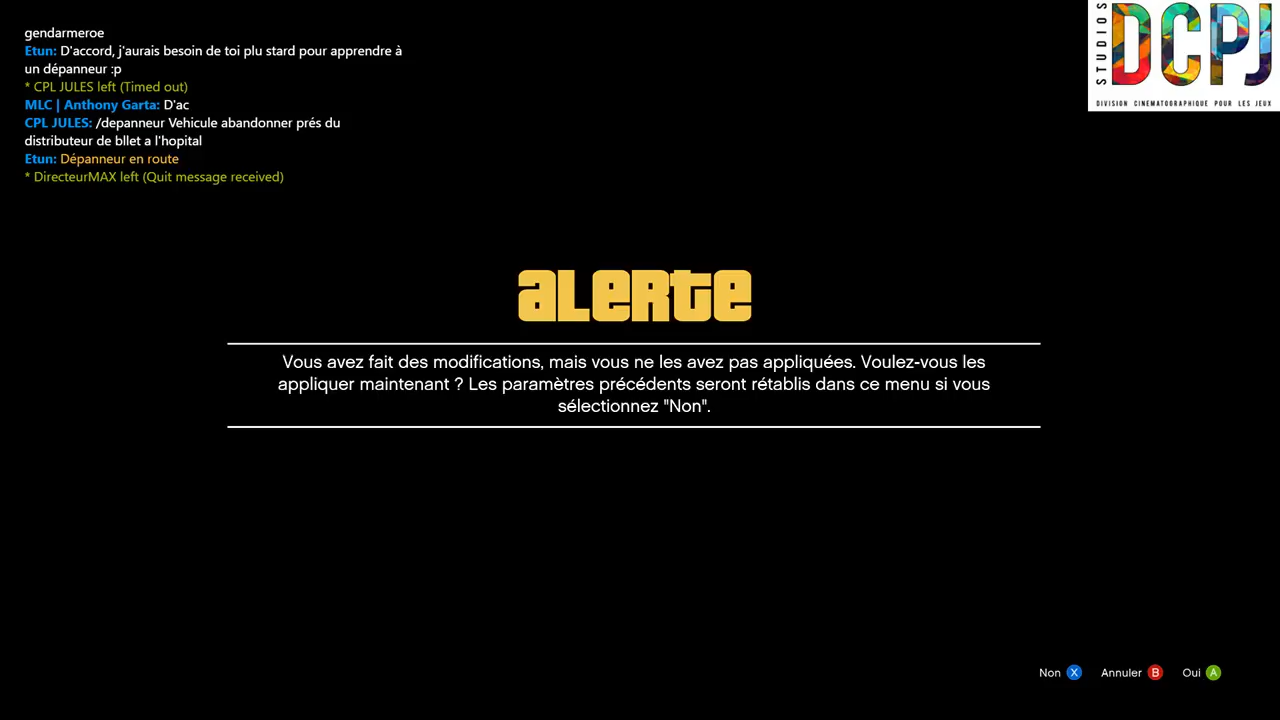 gendarmeroe
Etun: D'accord, j'aurais besoin de toi plu stard pour apprendre à
un dépanneur :p
* CPL JULES left (Timed out)
MLC | Anthony Garta: D'ac
CPL JULES: /depanneur Vehicule abandonner prés du
distributeur de bllet a l'hopital
Etun: Dépanneur en route
* DirecteurMAX left (Quit message received)
STUDIOS
DCPJ
DIVISION CINEMATOGRAPHIQUE POUR LES JEUX
aLeRte
Vous avez fait des modifications, mais vous ne les avez pas appliquées. Voulez-vous les
appliquer maintenant ? Les paramètres précédents seront rétablis dans ce menu si vous
sélectionnez "Non".
Non X Annuler B Oui A